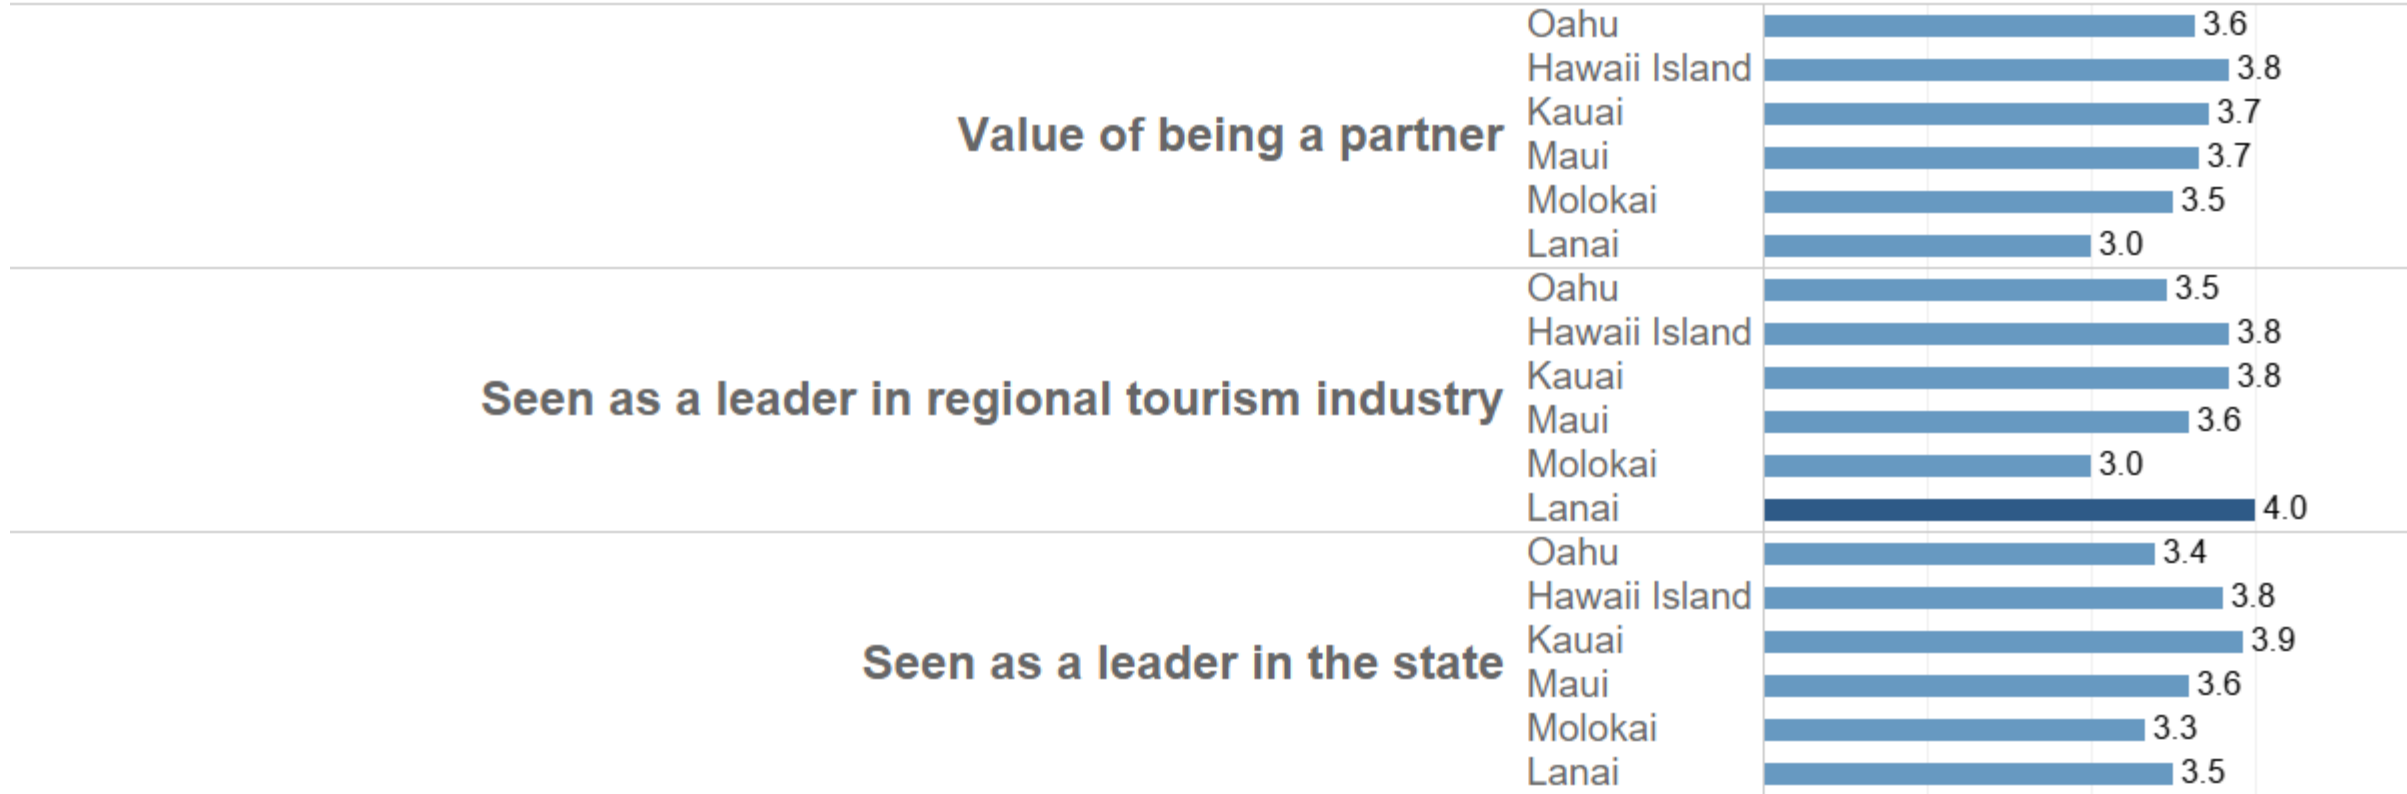 Value of being a partner
Oahu 3.6
Hawaii Island 3.8
Kauai 3.7
Maui 3.7
Molokai 3.5
Lanai 3.0
Seen as a leader in regional tourism industry
Oahu 3.5
Hawaii Island 3.8
Kauai 3.8
Maui 3.6
Molokai 3.0
Lanai 4.0
Seen as a leader in the state
Oahu 3.4
Hawaii Island 3.8
Kauai 3.9
Maui 3.6
Molokai 3.3
Lanai 3.5